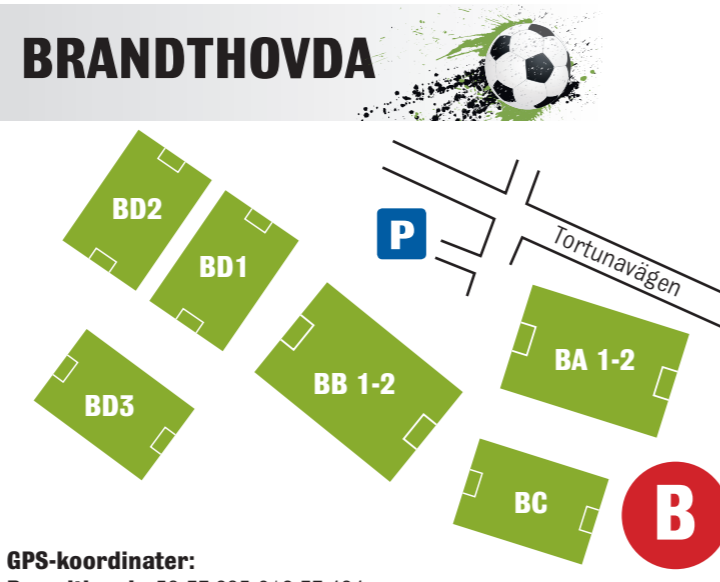 BRANDTHOVDA
BD2
BD1
P
Tortunavägen
BA 1-2
BB 1-2
BD3
BC
B
GPS-koordinater: